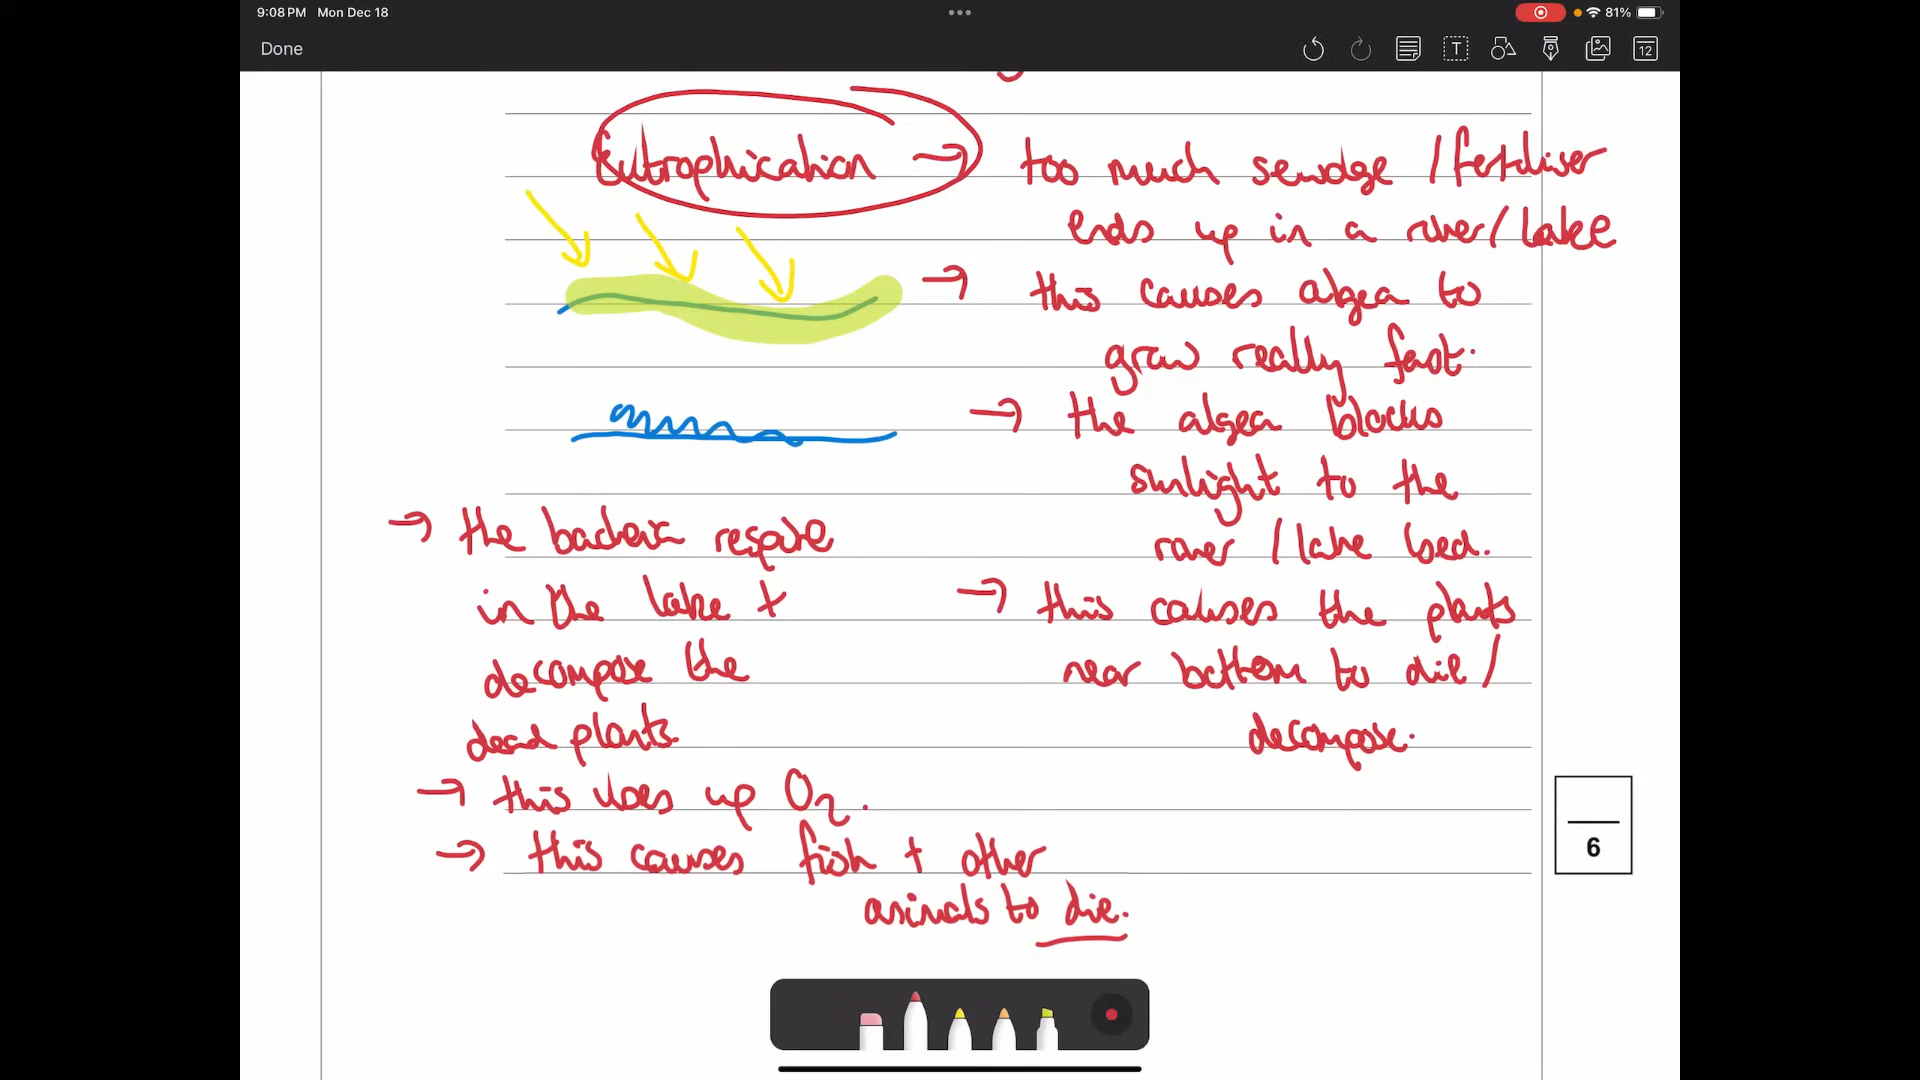 9:08 PM Mon Dec 18
81%
Done
T
12
Eutrophication → too much sewdge / fertiliser
ends up in a river / lake
→ this causes algea to
grow really fast.
→ the algea blocks
sunlight to the
river / lake bed.
→ this causes the plants
near bottom to die /
decompose.
→ the bacteria respire
in the lake +
decompose the
dead plants
→ this uses up O₂.
→ this causes fish + other
animals to die.
6